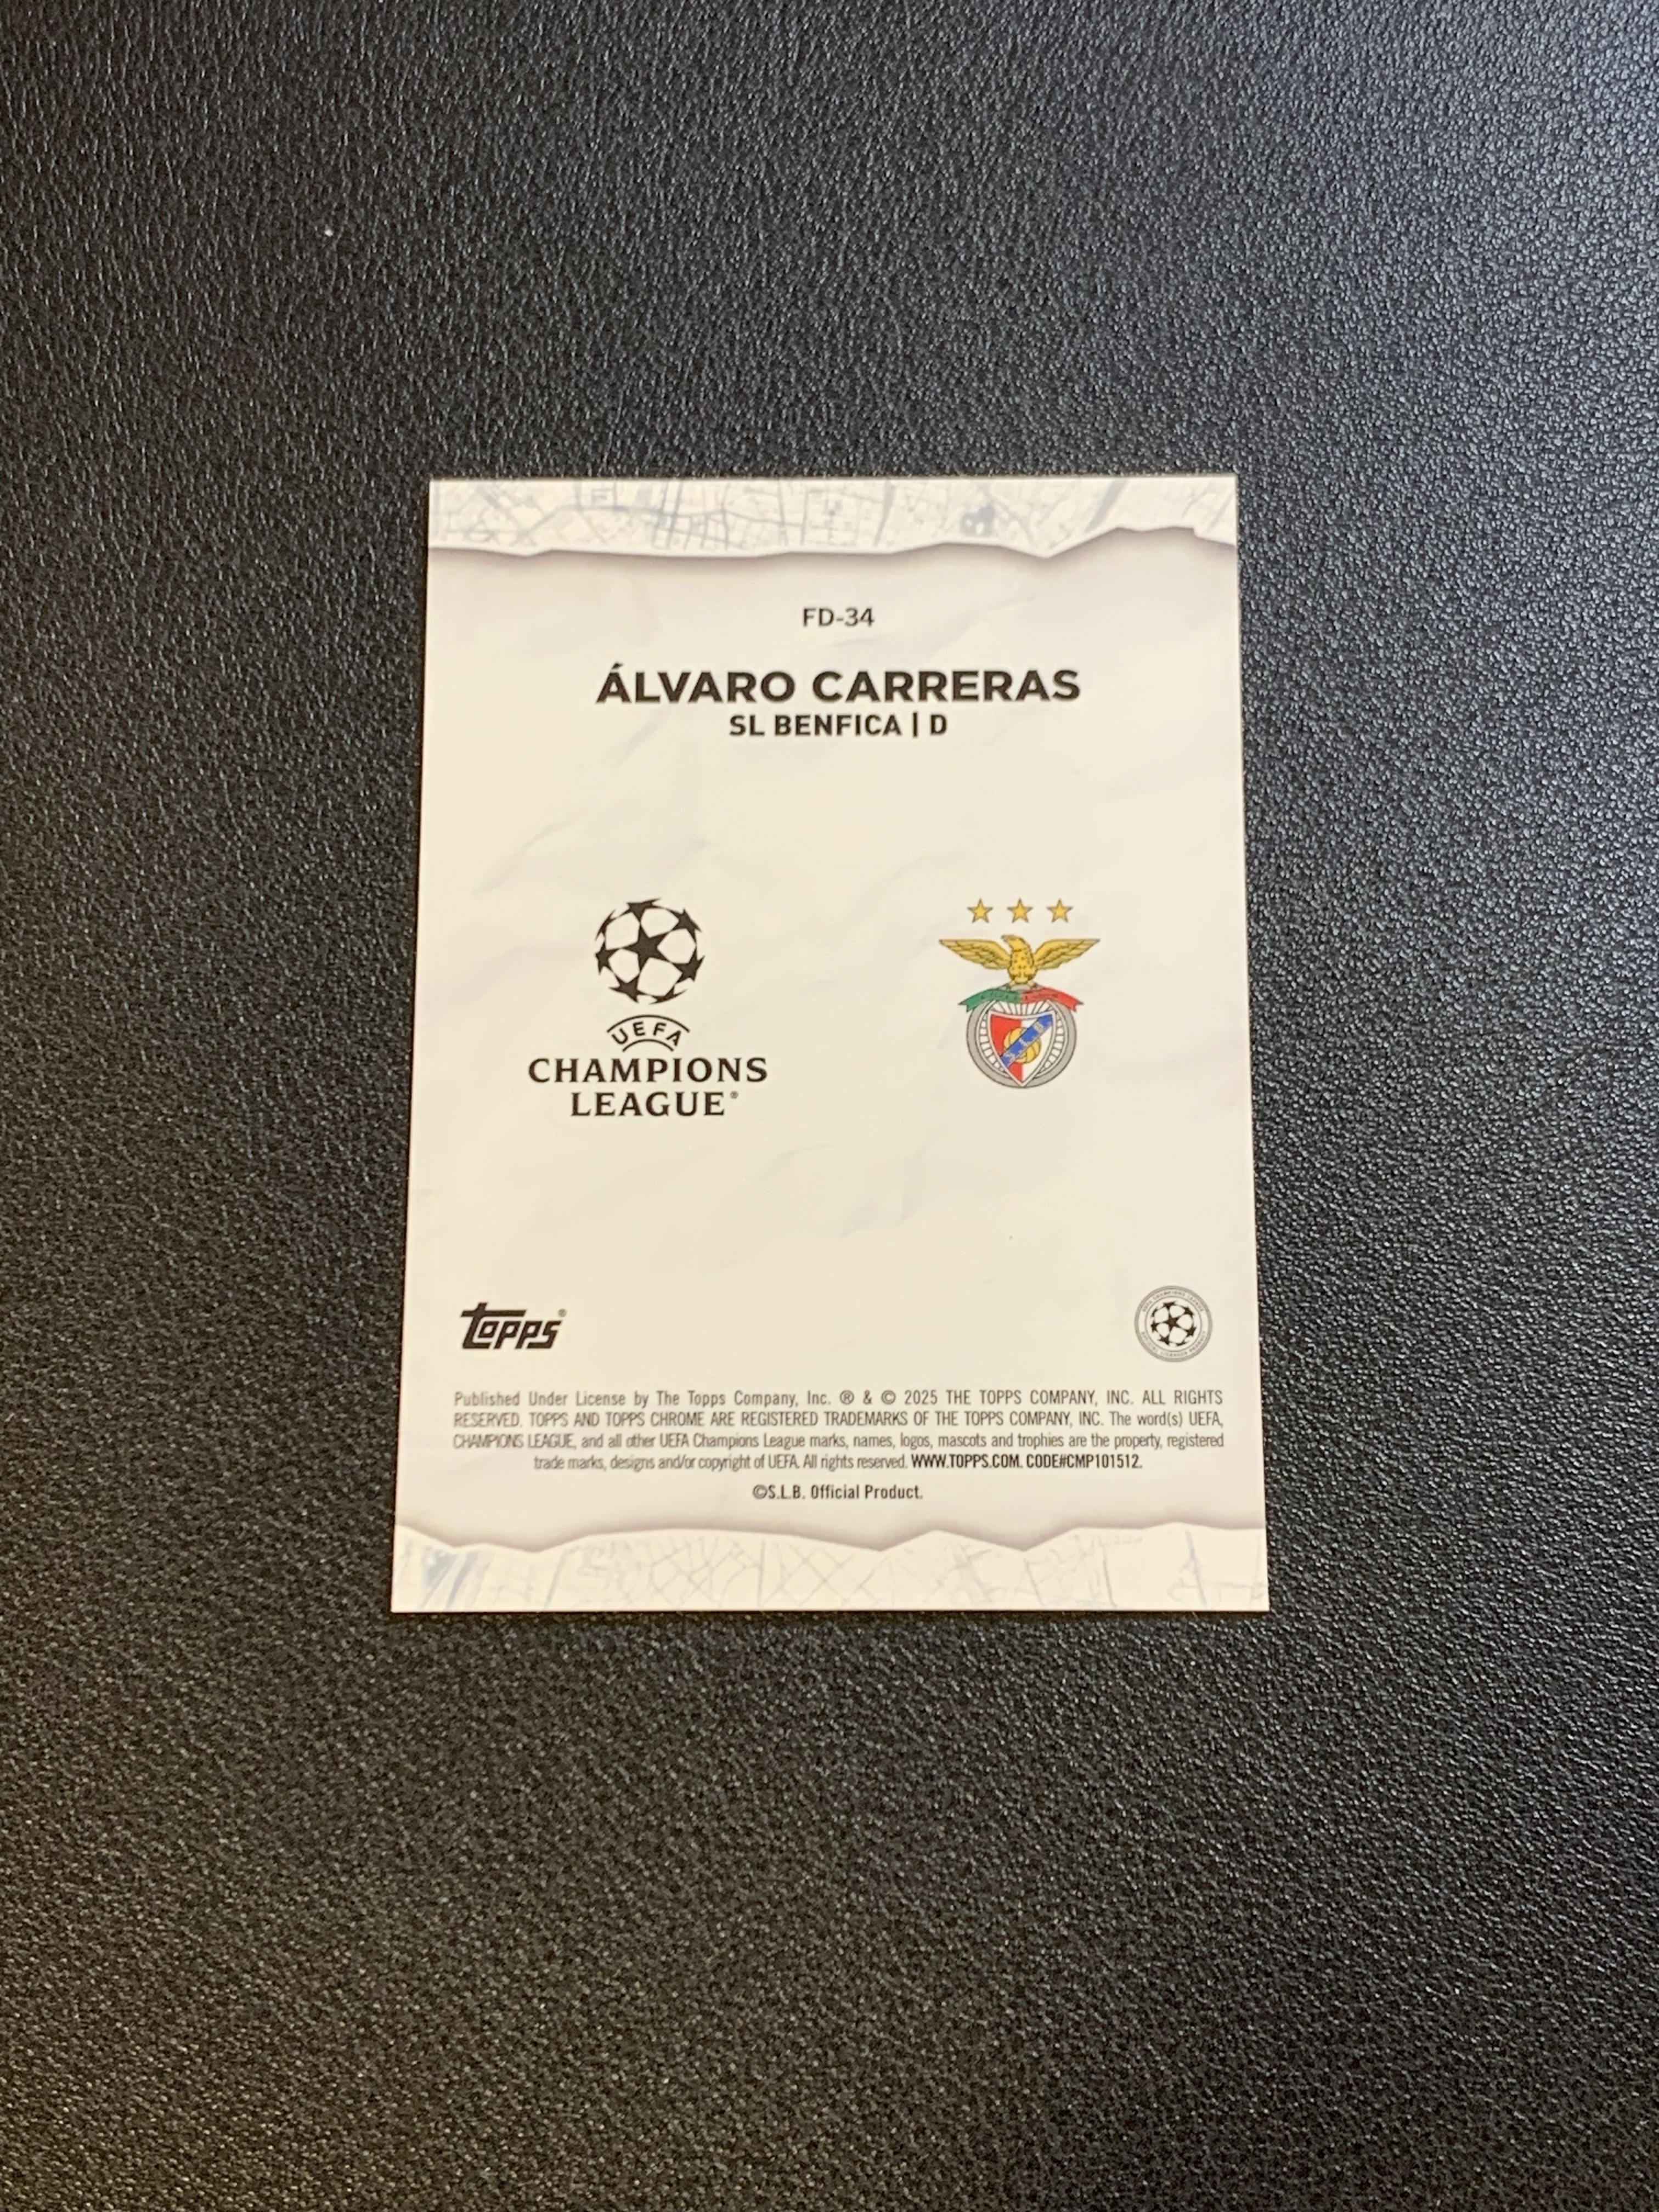 FD-34
ÁLVARO CARRERAS
SL BENFICA | D
UEFA
CHAMPIONS
LEAGUE®
SLB
Topps®
Published Under License by The Topps Company, Inc. ® & © 2025 THE TOPPS COMPANY, INC. ALL RIGHTS
RESERVED. TOPPS AND TOPPS CHROME ARE REGISTERED TRADEMARKS OF THE TOPPS COMPANY, INC. The word(s) UEFA,
CHAMPIONS LEAGUE, and all other UEFA Champions League marks, names, logos, mascots and trophies are the property, registered
trade marks, designs and/or copyright of UEFA. All rights reserved. WWW.TOPPS.COM. CODE#CMP101512.
©S.L.B. Official Product.